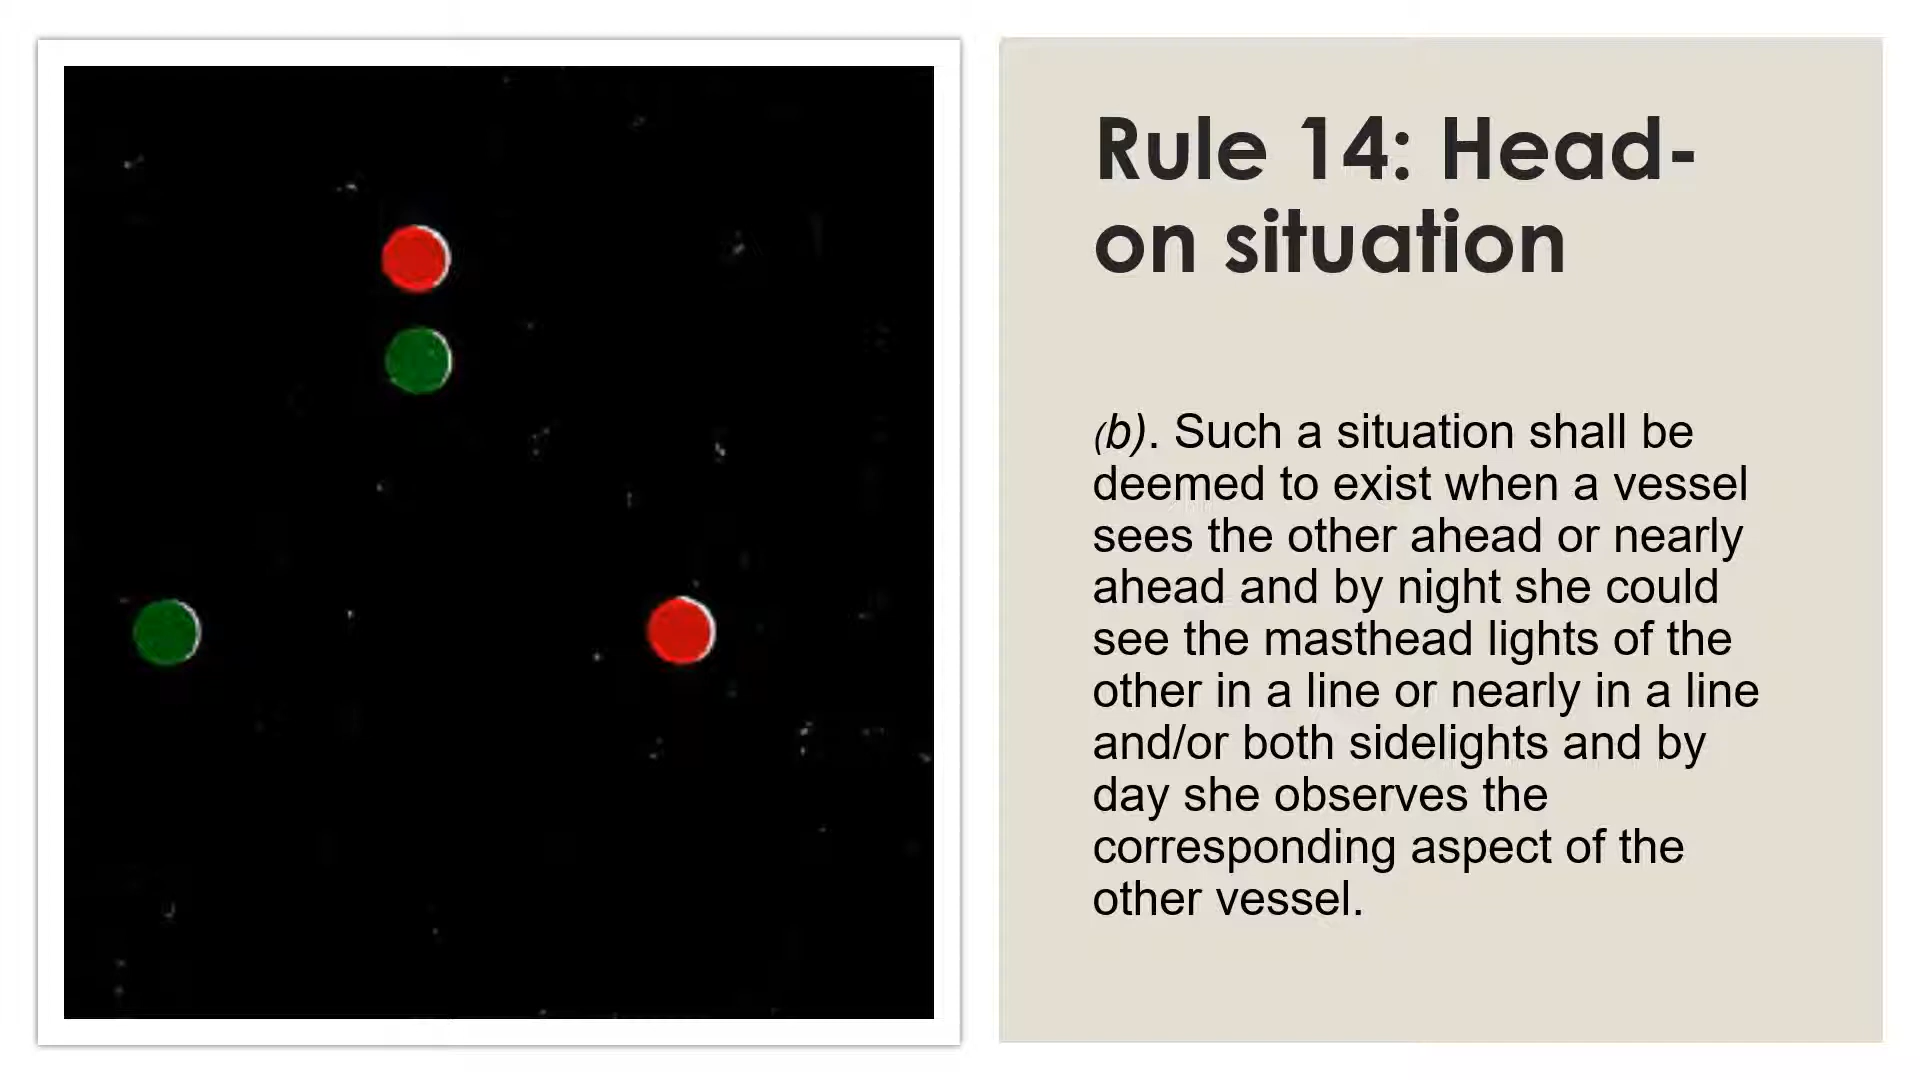 Rule 14: Head-
on situation
(b). Such a situation shall be
deemed to exist when a vessel
sees the other ahead or nearly
ahead and by night she could
see the masthead lights of the
other in a line or nearly in a line
and/or both sidelights and by
day she observes the
corresponding aspect of the
other vessel.